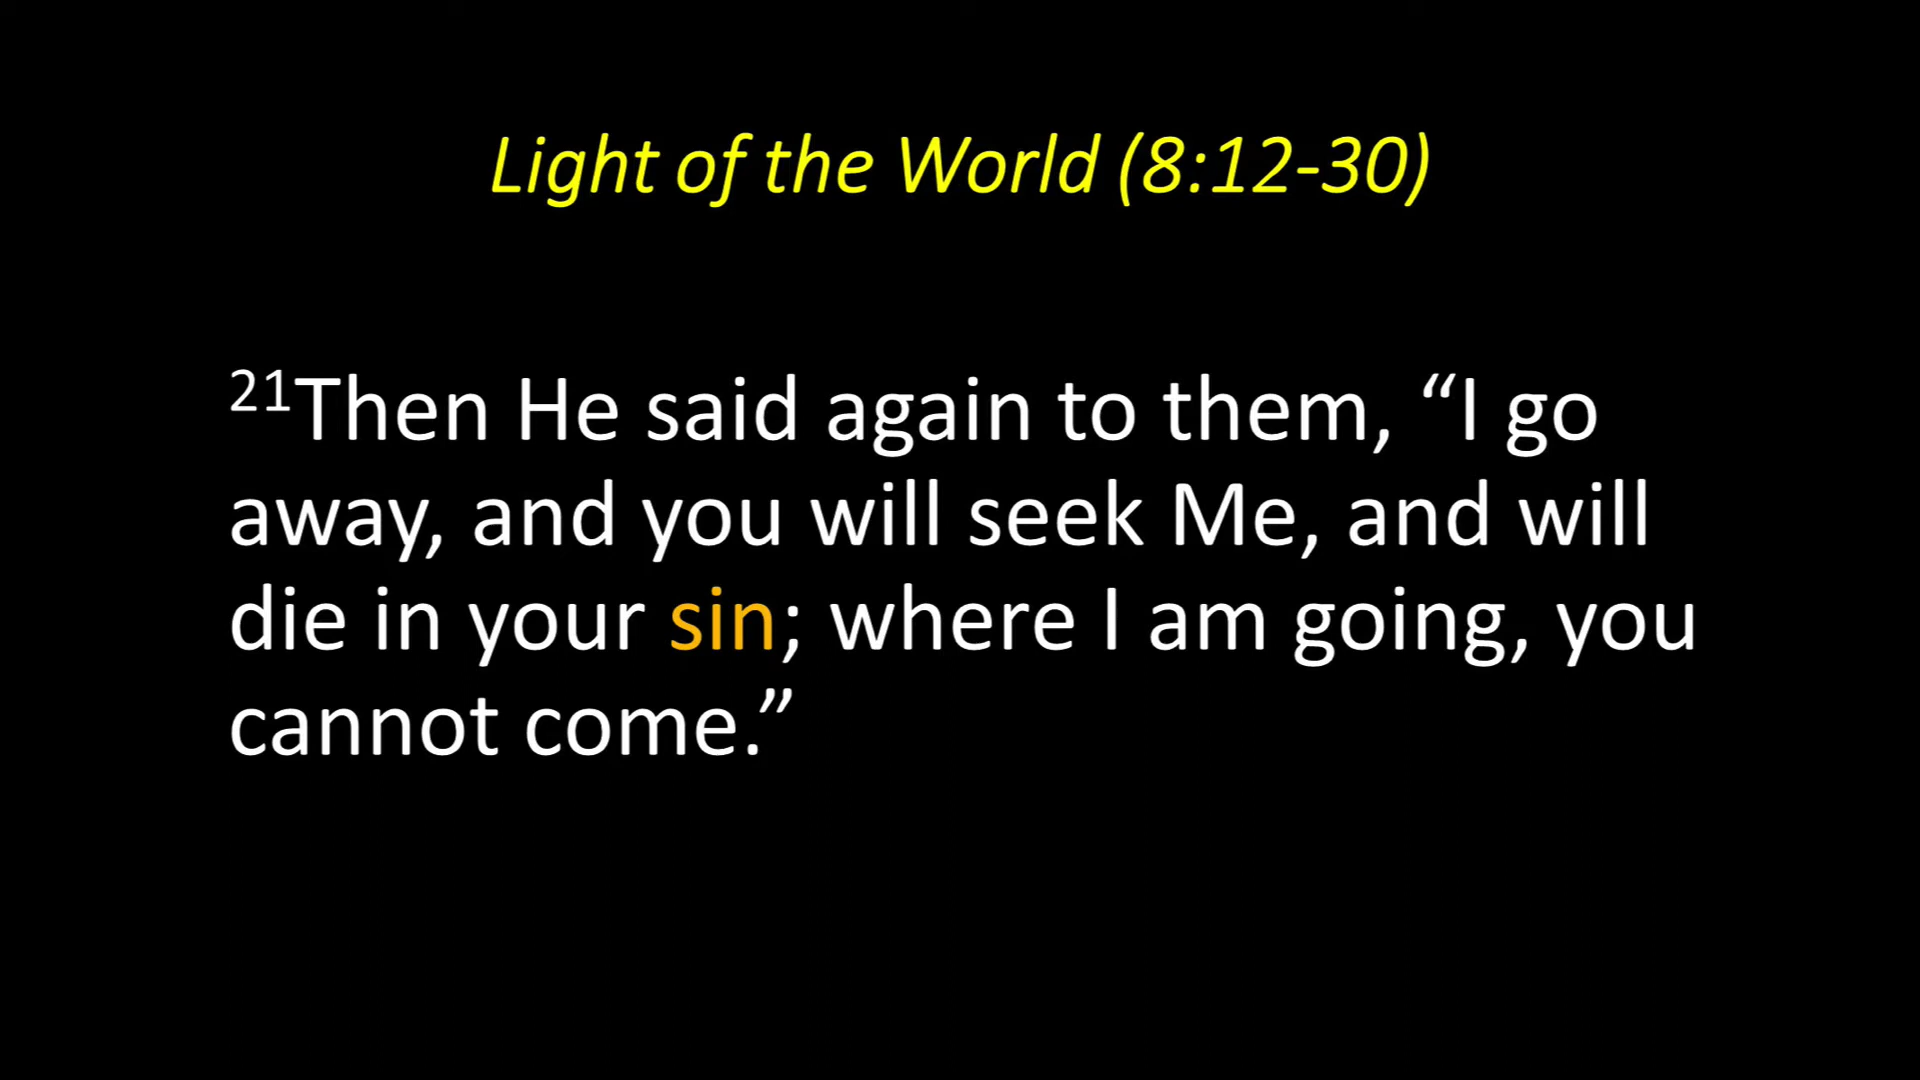 Light of the World (8:12-30)
21Then He said again to them, “I go
away, and you will seek Me, and will
die in your sin; where I am going, you
cannot come.”